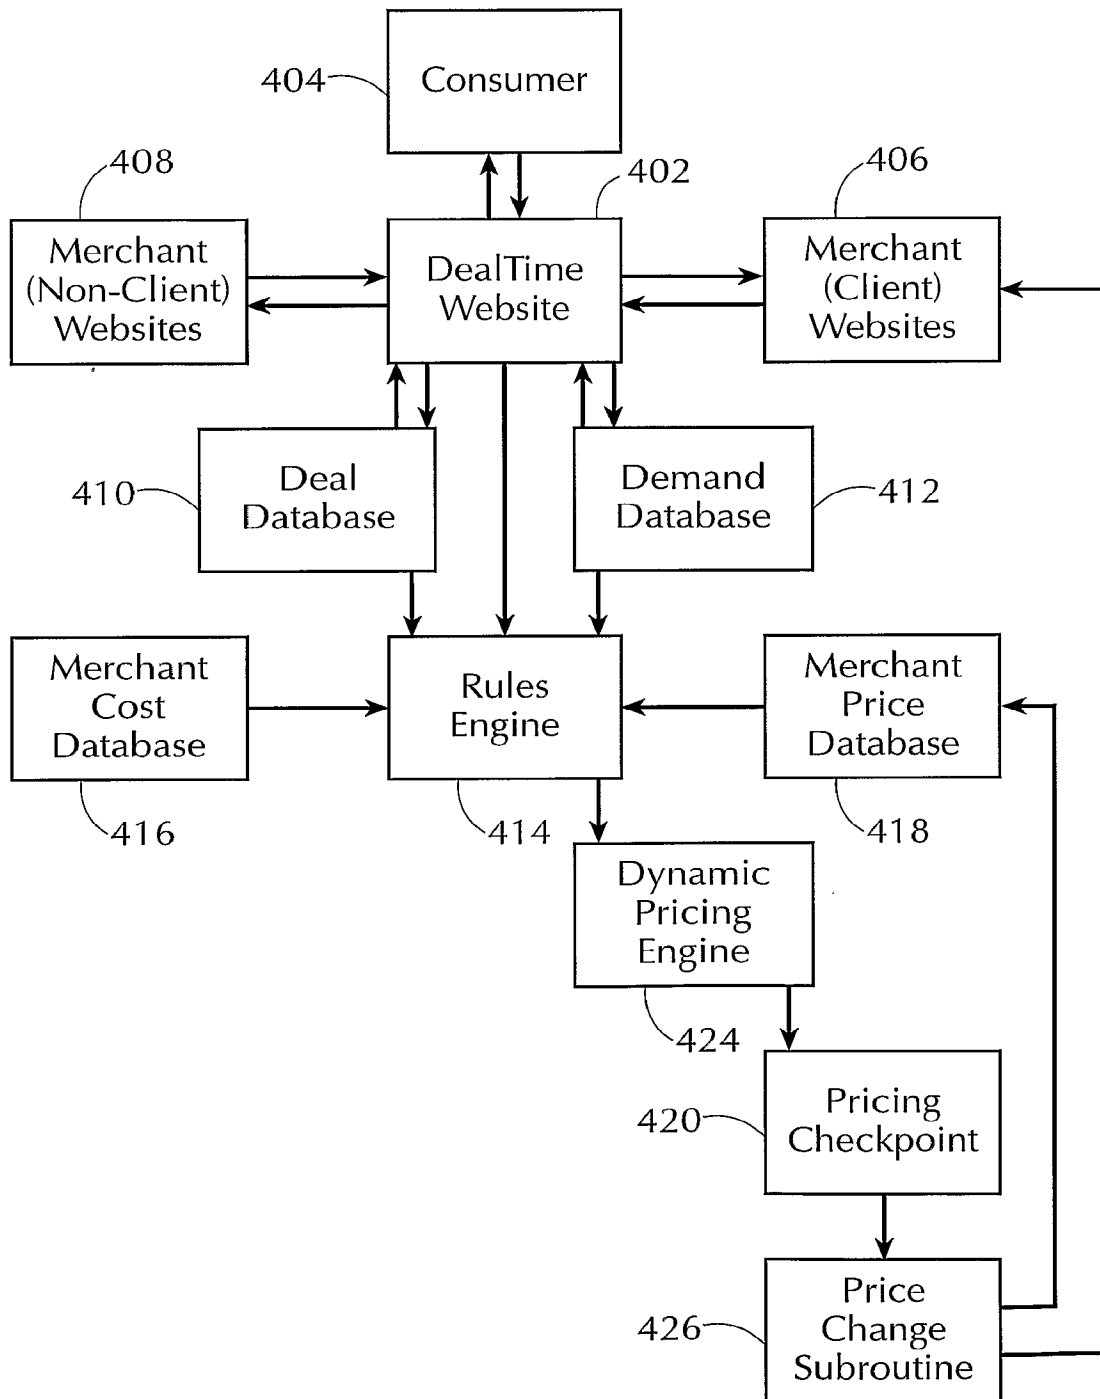 Consumer
404
408
402
406
Merchant
(Non-Client)
Websites
DealTime
Website
Merchant
(Client)
Websites
410
Deal
Database
Demand
Database
412
Merchant
Cost
Database
Rules
Engine
Merchant
Price
Database
416
414
418
Dynamic
Pricing
Engine
424
420
Pricing
Checkpoint
426
Price
Change
Subroutine